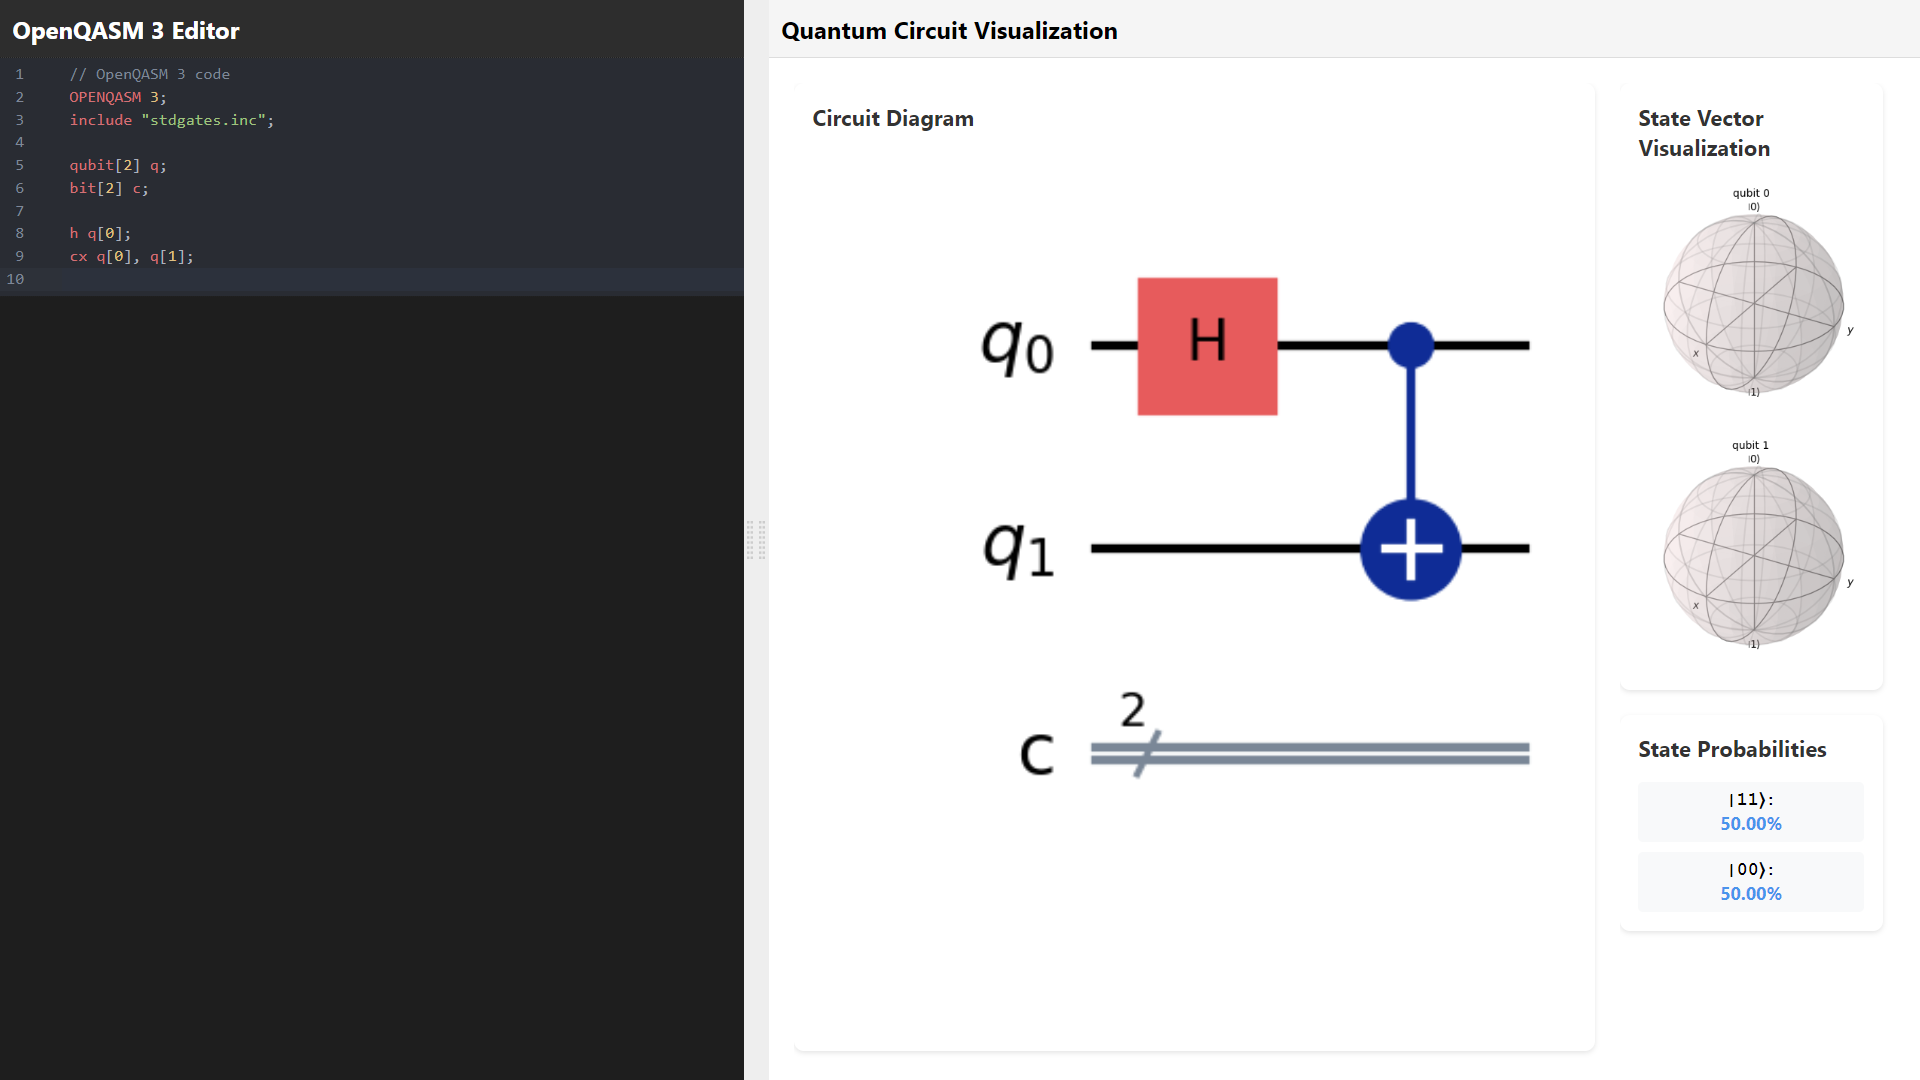 OpenQASM 3 Editor
1 // OpenQASM 3 code
2 OPENQASM 3;
3 include "stdgates.inc";
4
5 qubit[2] q;
6 bit[2] c;
7
8 h q[0];
9 cx q[0], q[1];
10
Quantum Circuit Visualization
Circuit Diagram
q0
H
q1
2
c
State Vector
Visualization
qubit 0
|0⟩
y
x
|1⟩
qubit 1
|0⟩
y
x
|1⟩
State Probabilities
|11⟩:
50.00%
|00⟩:
50.00%